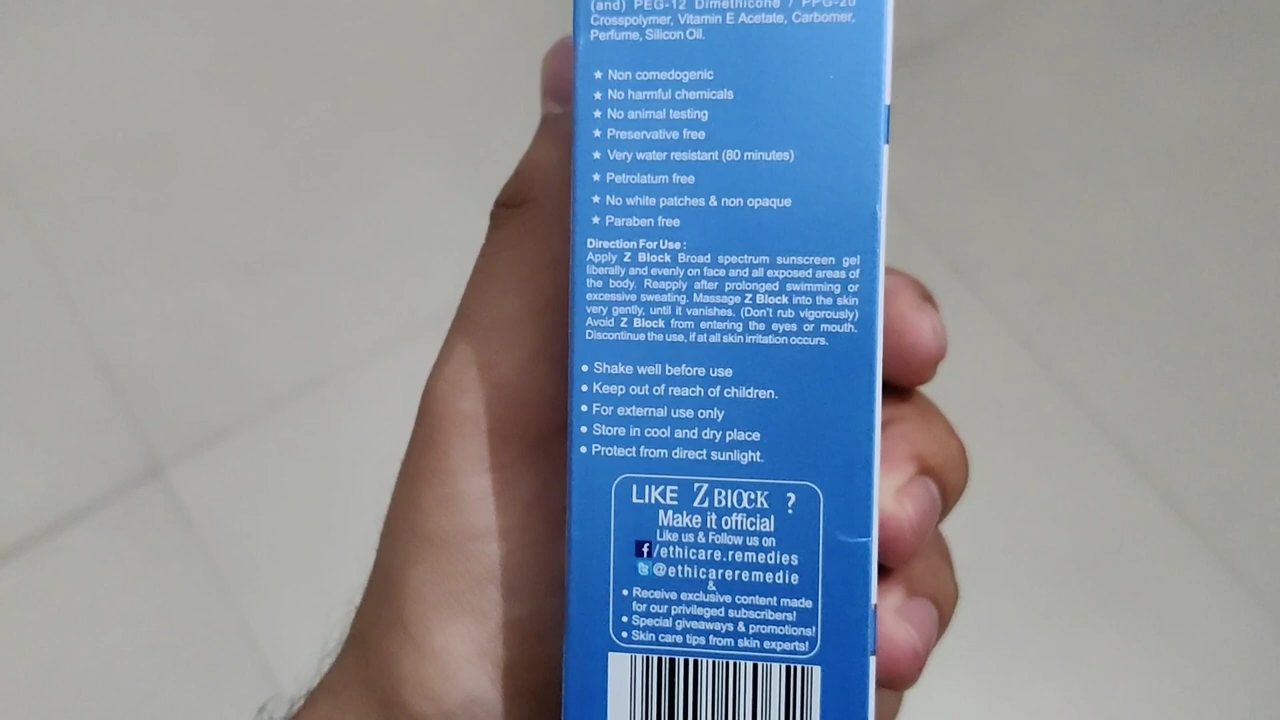 (and) PEG-12 Dimethicone / PPG-20
Crosspolymer, Vitamin E Acetate, Carbomer,
Perfume, Silicon Oil.
★ Non comedogenic
★ No harmful chemicals
★ No animal testing
★ Preservative free
★ Very water resistant (80 minutes)
★ Petrolatum free
★ No white patches & non opaque
★ Paraben free
Direction For Use :
Apply Z Block Broad spectrum sunscreen gel
liberally and evenly on face and all exposed areas of
the body. Reapply after prolonged swimming or
excessive sweating. Massage Z Block into the skin
very gently, until it vanishes. (Don't rub vigorously)
Avoid Z Block from entering the eyes or mouth.
Discontinue the use, if at all skin irritation occurs.
• Shake well before use
• Keep out of reach of children.
• For external use only
• Store in cool and dry place
• Protect from direct sunlight.
LIKE Z BlOCK ?
Make it official
Like us & Follow us on
f/ethicare.remedies
@ethicareremedie
&
• Receive exclusive content made
for our privileged subscribers!
• Special giveaways & promotions!
• Skin care tips from skin experts!